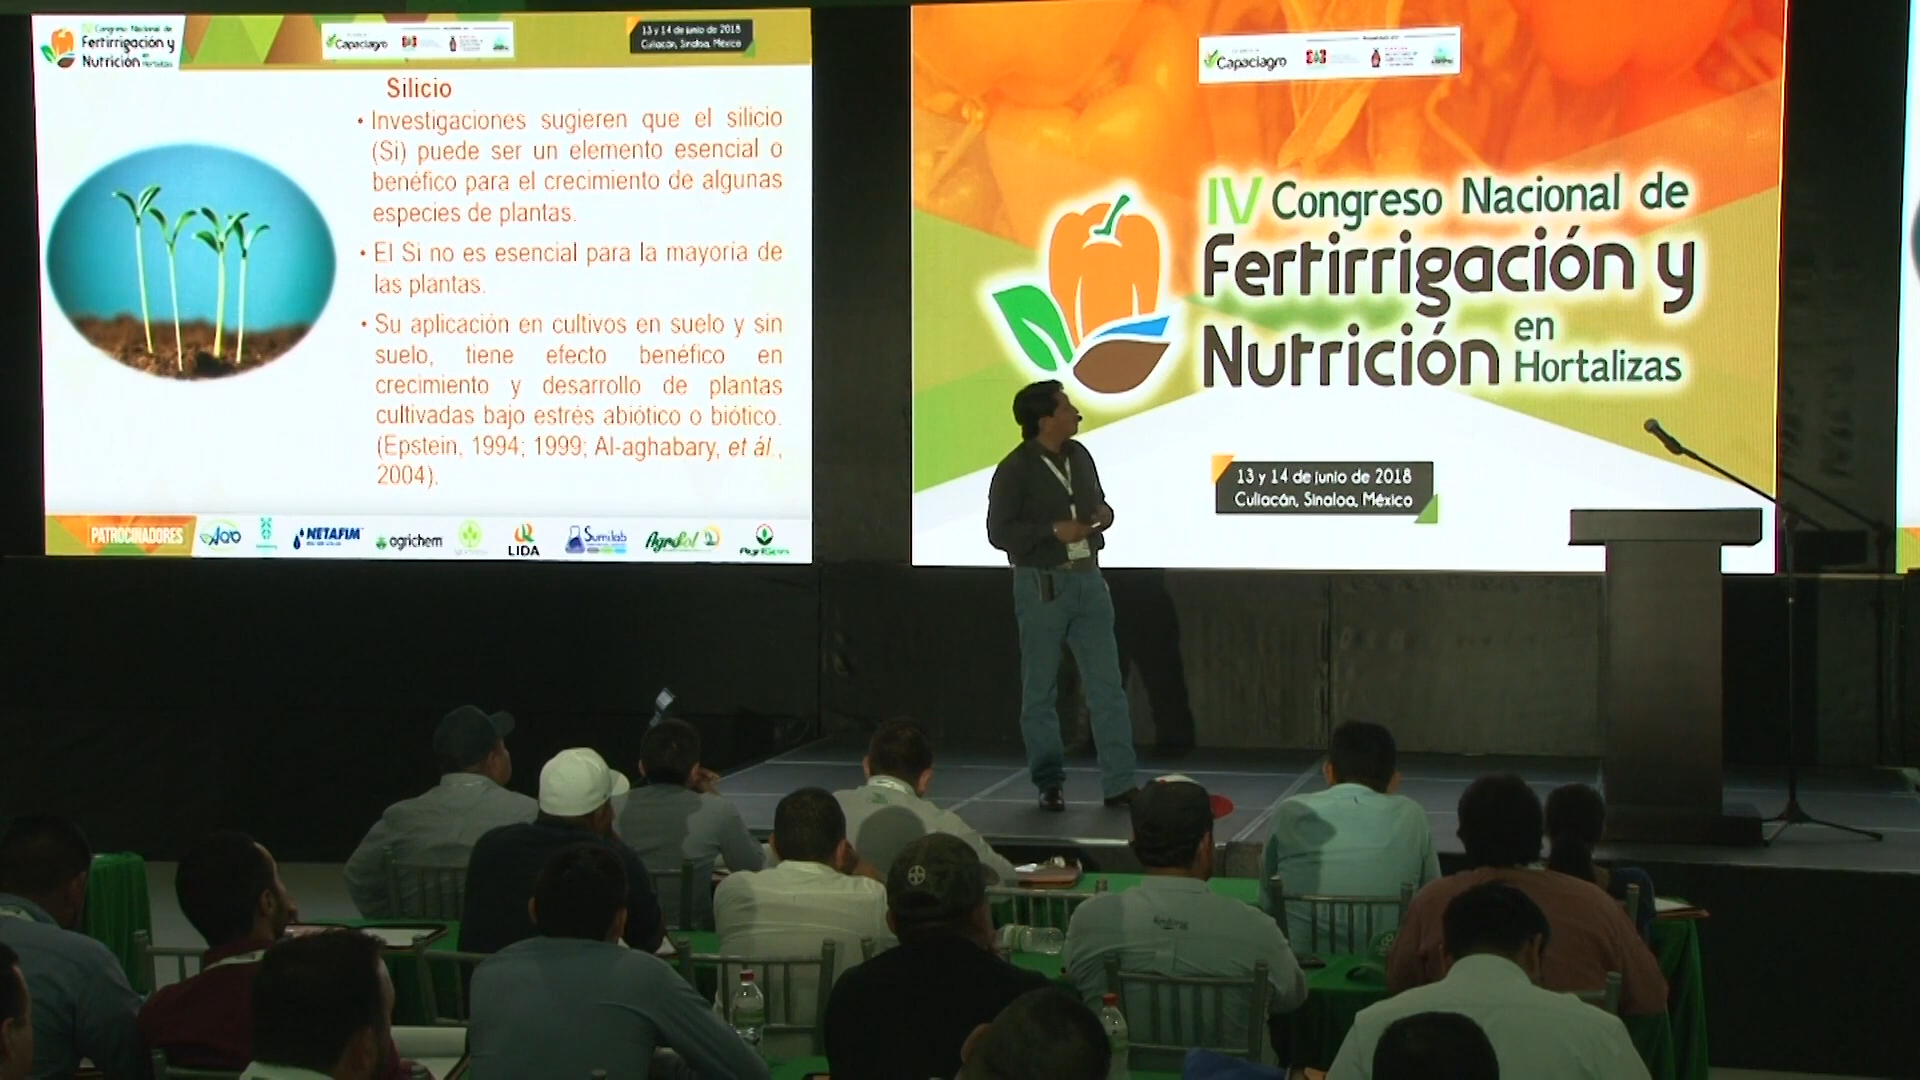 IV Congreso Nacional de
Fertirrigación y
Nutrición en Hortalizas
Capaciagro
13 y 14 de junio de 2018
Culiacán, Sinaloa, México
Silicio
• Investigaciones sugieren que el silicio
(Si) puede ser un elemento esencial o
benéfico para el crecimiento de algunas
especies de plantas.
• El Si no es esencial para la mayoría de
las plantas.
• Su aplicación en cultivos en suelo y sin
suelo, tiene efecto benéfico en
crecimiento y desarrollo de plantas
cultivadas bajo estrés abiótico o biótico.
(Epstein, 1994; 1999; Al-aghabary, et ál.,
2004).
PATROCINADORES
NETAFIM
agrichem
LIDA
Sumilab
AgriSol
Capaciagro
IV Congreso Nacional de
Fertirrigación y
Nutrición en
Hortalizas
13 y 14 de junio de 2018
Culiacán, Sinaloa, México